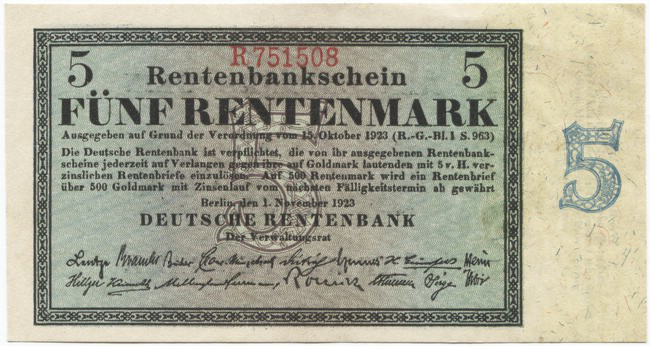 R 751508
5 Rentenbankschein 5
FÜNF RENTENMARK
Ausgegeben auf Grund der Verordnung vom 15. Oktober 1923 (R.-G.-Bl. I S. 963)
Die Deutsche Rentenbank ist verpflichtet, die von ihr ausgegebenen Rentenbank-
scheine jederzeit auf Verlangen gegen ihre auf Goldmark lautenden mit 5 v. H. ver-
zinslichen Rentenbriefe einzulösen. Auf 500 Rentenmark wird ein Rentenbrief
über 500 Goldmark mit Zinsenlauf vom nächsten Fälligkeitstermin ab gewährt
Berlin, den 1. November 1923
DEUTSCHE RENTENBANK
Der Verwaltungsrat
5
5